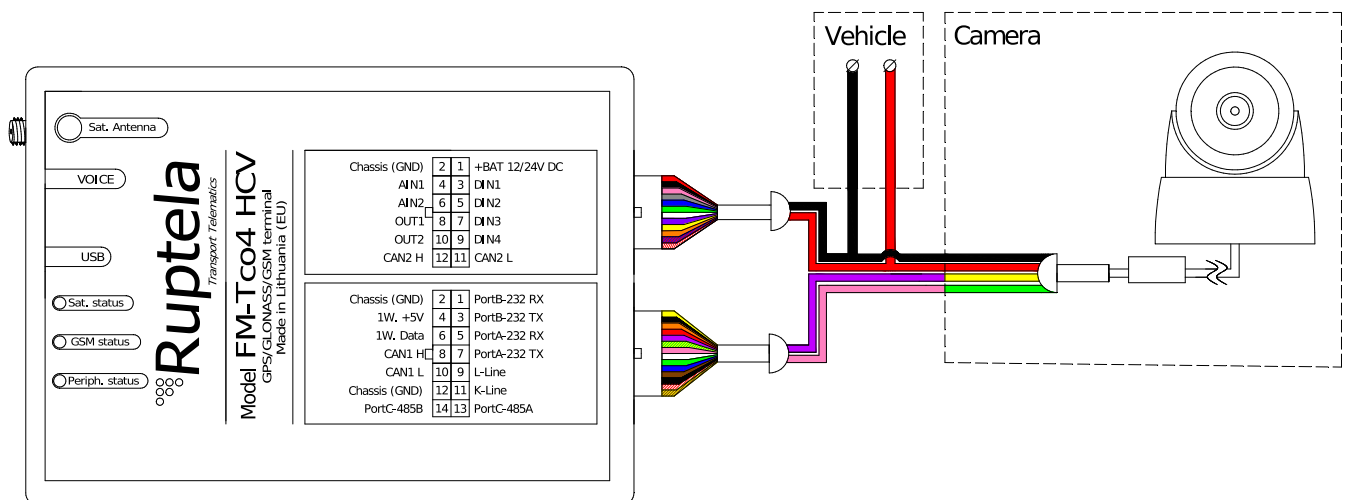 Vehicle
Camera
Sat. Antenna
VOICE
USB
Sat. status
GSM status
Periph. status
Ruptela
Transport Telematics
Model FM-Tco4 HCV
GPS/GLONASS/GSM terminal
Made in Lithuania (EU)
Chassis (GND) 2 1 +BAT 12/24V DC
AIN1 4 3 DIN1
AIN2 6 5 DIN2
OUT1 8 7 DIN3
OUT2 10 9 DIN4
CAN2 H 12 11 CAN2 L
Chassis (GND) 2 1 PortB-232 RX
1W. +5V 4 3 PortB-232 TX
1W. Data 6 5 PortA-232 RX
CAN1 H 8 7 PortA-232 TX
CAN1 L 10 9 L-Line
Chassis (GND) 12 11 K-Line
PortC-485B 14 13 PortC-485A